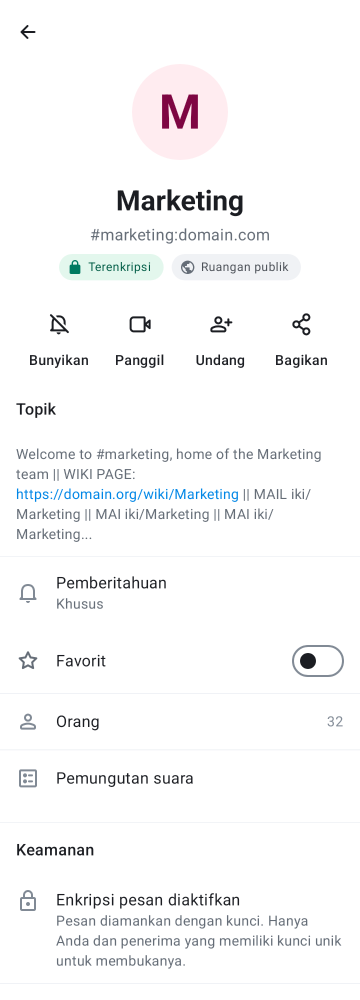 M
Marketing
#marketing:domain.com
Terenkripsi
Ruangan publik
Bunyikan
Panggil
Undang
Bagikan
Topik
Welcome to #marketing, home of the Marketing
team || WIKI PAGE:
https://domain.org/wiki/Marketing || MAIL iki/
Marketing || MAI iki/Marketing || MAI iki/
Marketing...
Pemberitahuan
Khusus
Favorit
Orang
32
Pemungutan suara
Keamanan
Enkripsi pesan diaktifkan
Pesan diamankan dengan kunci. Hanya
Anda dan penerima yang memiliki kunci unik
untuk membukanya.